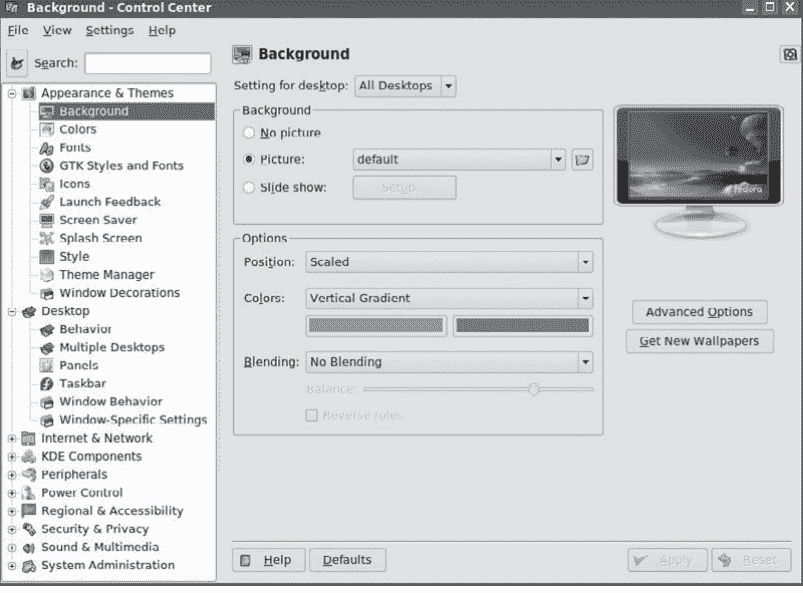 Background - Control Center
File View Settings Help
Search:
Appearance & Themes
Background
Colors
Fonts
GTK Styles and Fonts
Icons
Launch Feedback
Screen Saver
Splash Screen
Style
Theme Manager
Window Decorations
Desktop
Behavior
Multiple Desktops
Panels
Taskbar
Window Behavior
Window-Specific Settings
Internet & Network
KDE Components
Peripherals
Power Control
Regional & Accessibility
Security & Privacy
Sound & Multimedia
System Administration
Background
Setting for desktop: All Desktops
Background
No picture
Picture: default
Slide show: Setup...
Options
Position: Scaled
Colors: Vertical Gradient
Blending: No Blending
Balance:
Reverse roles
fedora
Advanced Options
Get New Wallpapers
Help Defaults Apply Reset